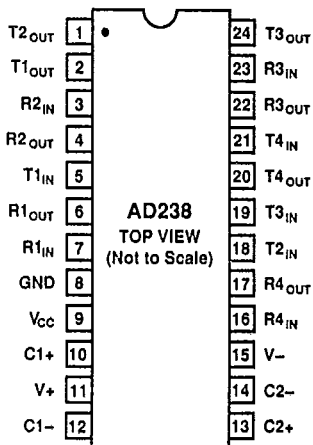 T2OUT 1 24 T3OUT
T1OUT 2 23 R3IN
R2IN 3 22 R3OUT
R2OUT 4 21 T4IN
T1IN 5 20 T4OUT
R1OUT 6 AD238 19 T3IN
R1IN 7 TOP VIEW 18 T2IN
GND 8 (Not to Scale) 17 R4OUT
VCC 9 16 R4IN
C1+ 10 15 V−
V+ 11 14 C2−
C1− 12 13 C2+